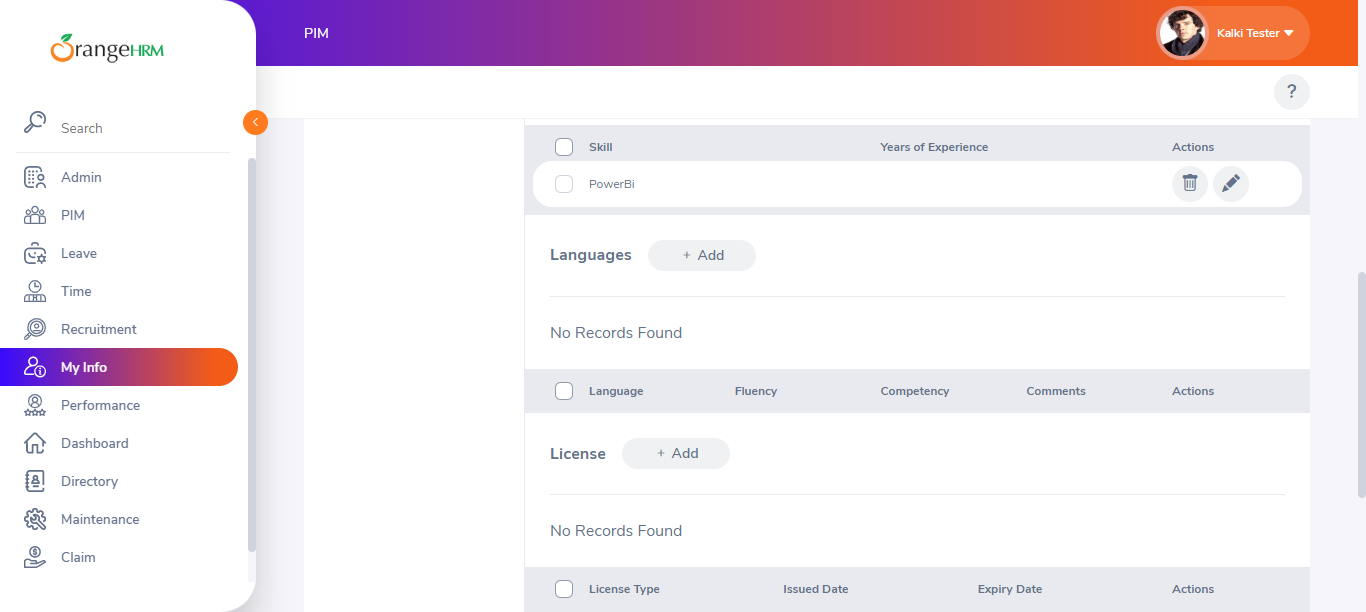 OrangeHRM
PIM
Kalki Tester
?
Search
Admin
PIM
Leave
Time
Recruitment
My Info
Performance
Dashboard
Directory
Maintenance
Claim
Skill Years of Experience Actions
PowerBi
Languages + Add
No Records Found
Language Fluency Competency Comments Actions
License + Add
No Records Found
License Type Issued Date Expiry Date Actions